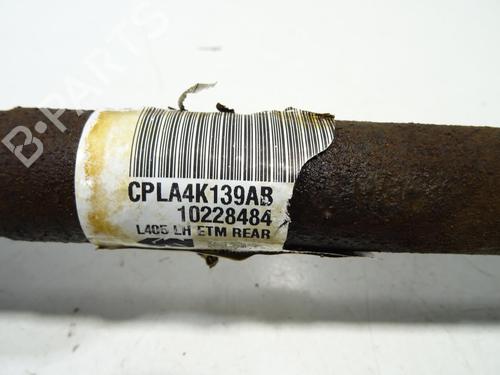 B-PARTS
CPLA4K139AB
10228484
L405 LH ETM REAR